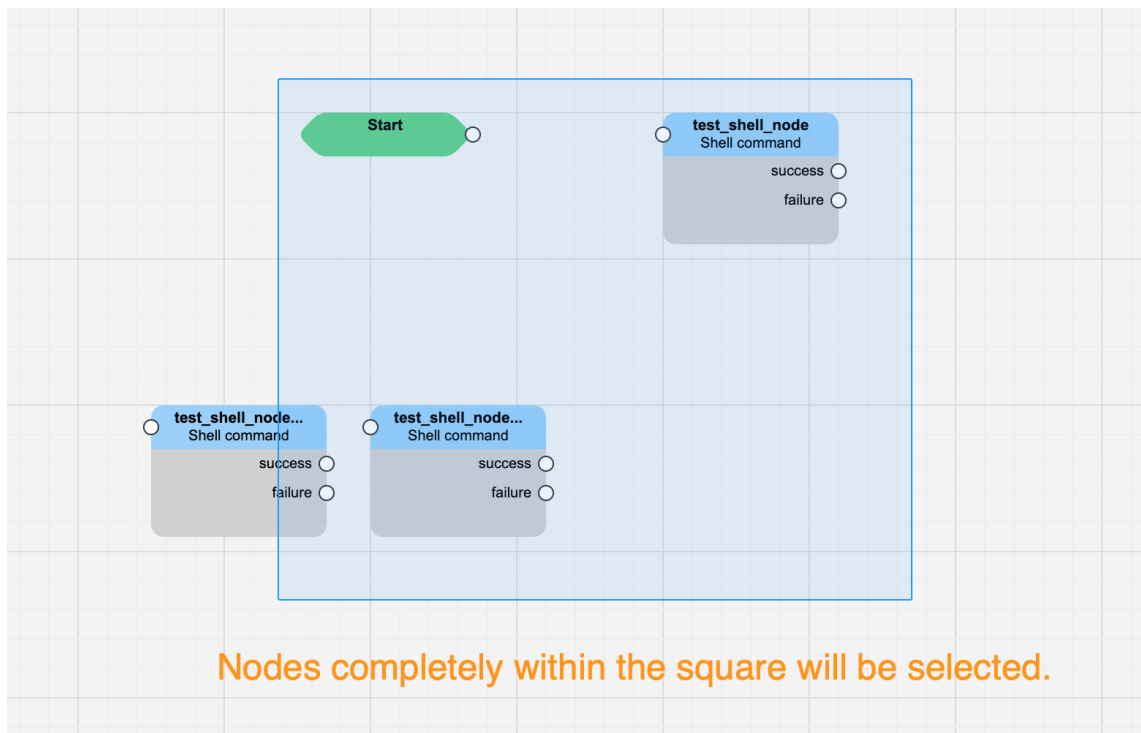 Start
test_shell_node
Shell command
success
failure
test_shell_node...
Shell command
success
failure
test_shell_node...
Shell command
success
failure
Nodes completely within the square will be selected.